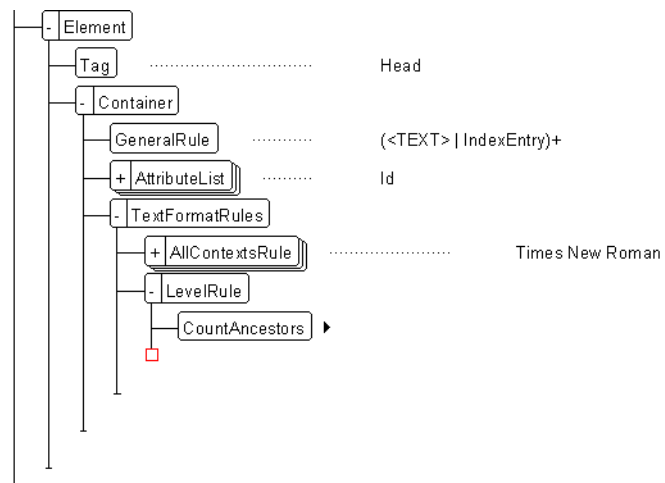 - Element
Tag Head
- Container
GeneralRule (<TEXT> | IndexEntry)+
+ AttributeList Id
- TextFormatRules
+ AllContextsRule Times New Roman
- LevelRule
CountAncestors